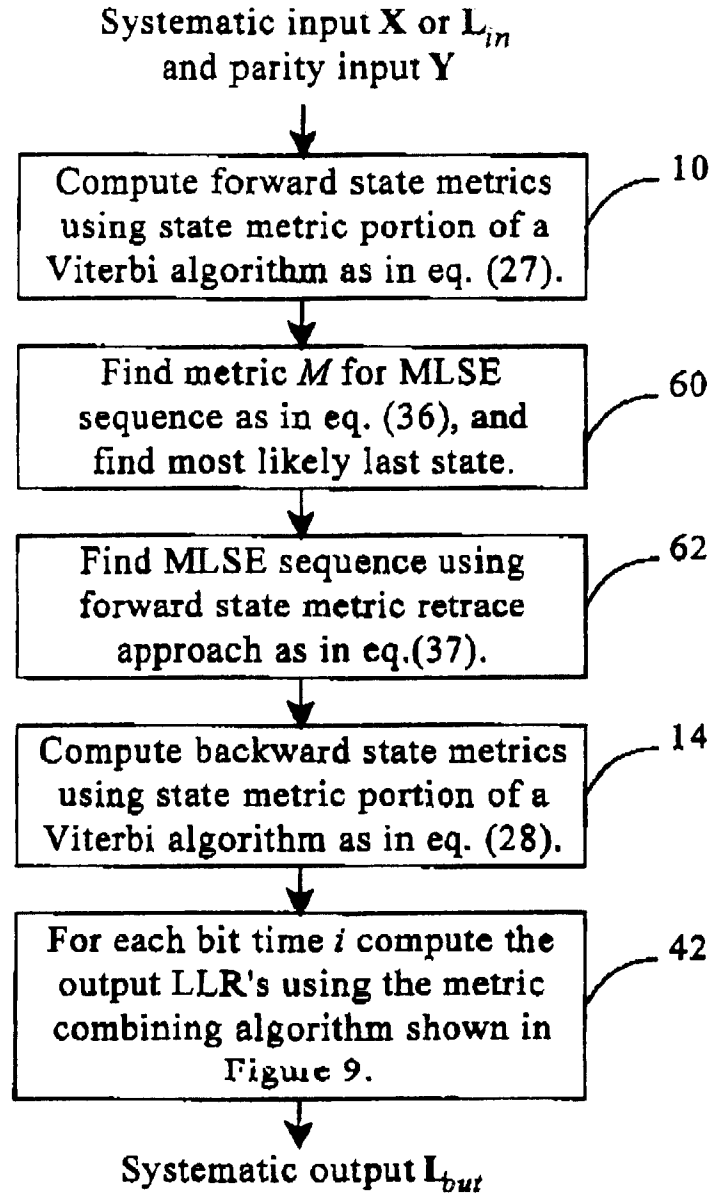 Systematic input X or L_in
and parity input Y
Compute forward state metrics
using state metric portion of a
Viterbi algorithm as in eq. (27).
10
Find metric M for MLSE
sequence as in eq. (36), and
find most likely last state.
60
Find MLSE sequence using
forward state metric retrace
approach as in eq.(37).
62
Compute backward state metrics
using state metric portion of a
Viterbi algorithm as in eq. (28).
14
For each bit time i compute the
output LLR's using the metric
combining algorithm shown in
Figure 9.
42
Systematic output L_out